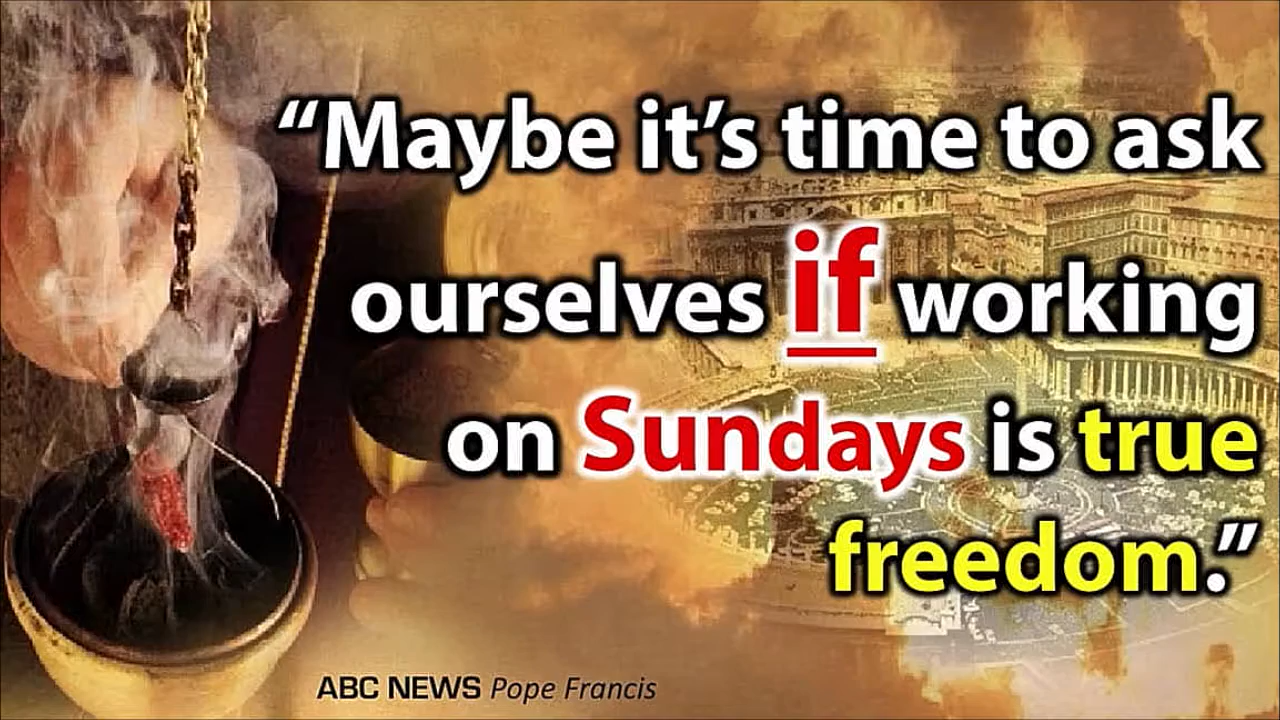 “Maybe it’s time to ask
ourselves if working
on Sundays is true
freedom.”
ABC NEWS Pope Francis